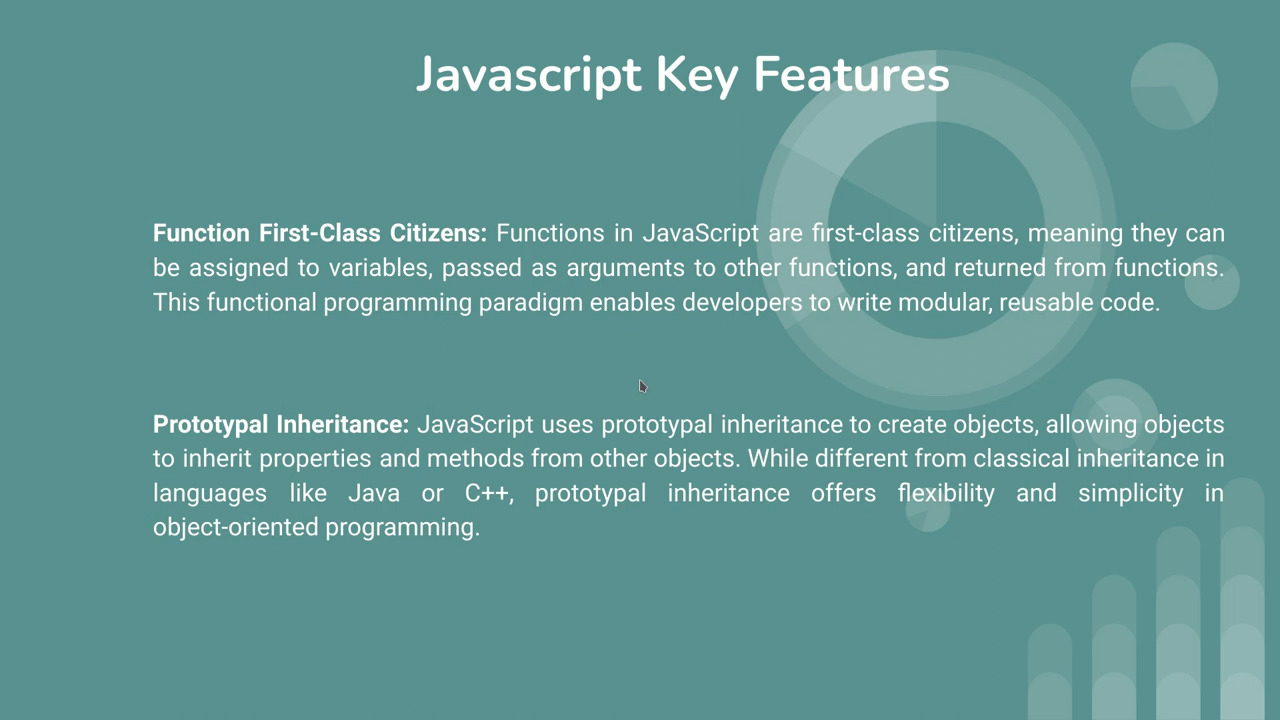 Javascript Key Features
Function First-Class Citizens: Functions in JavaScript are first-class citizens, meaning they can
be assigned to variables, passed as arguments to other functions, and returned from functions.
This functional programming paradigm enables developers to write modular, reusable code.
Prototypal Inheritance: JavaScript uses prototypal inheritance to create objects, allowing objects
to inherit properties and methods from other objects. While different from classical inheritance in
languages like Java or C++, prototypal inheritance offers flexibility and simplicity in
object-oriented programming.